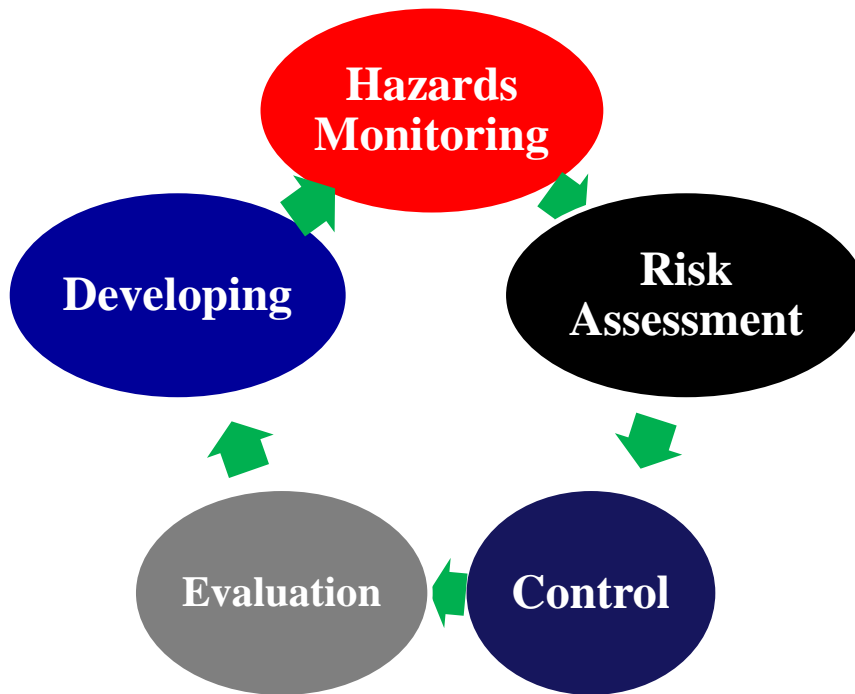 Hazards
Monitoring
Risk
Assessment
Control
Evaluation
Developing